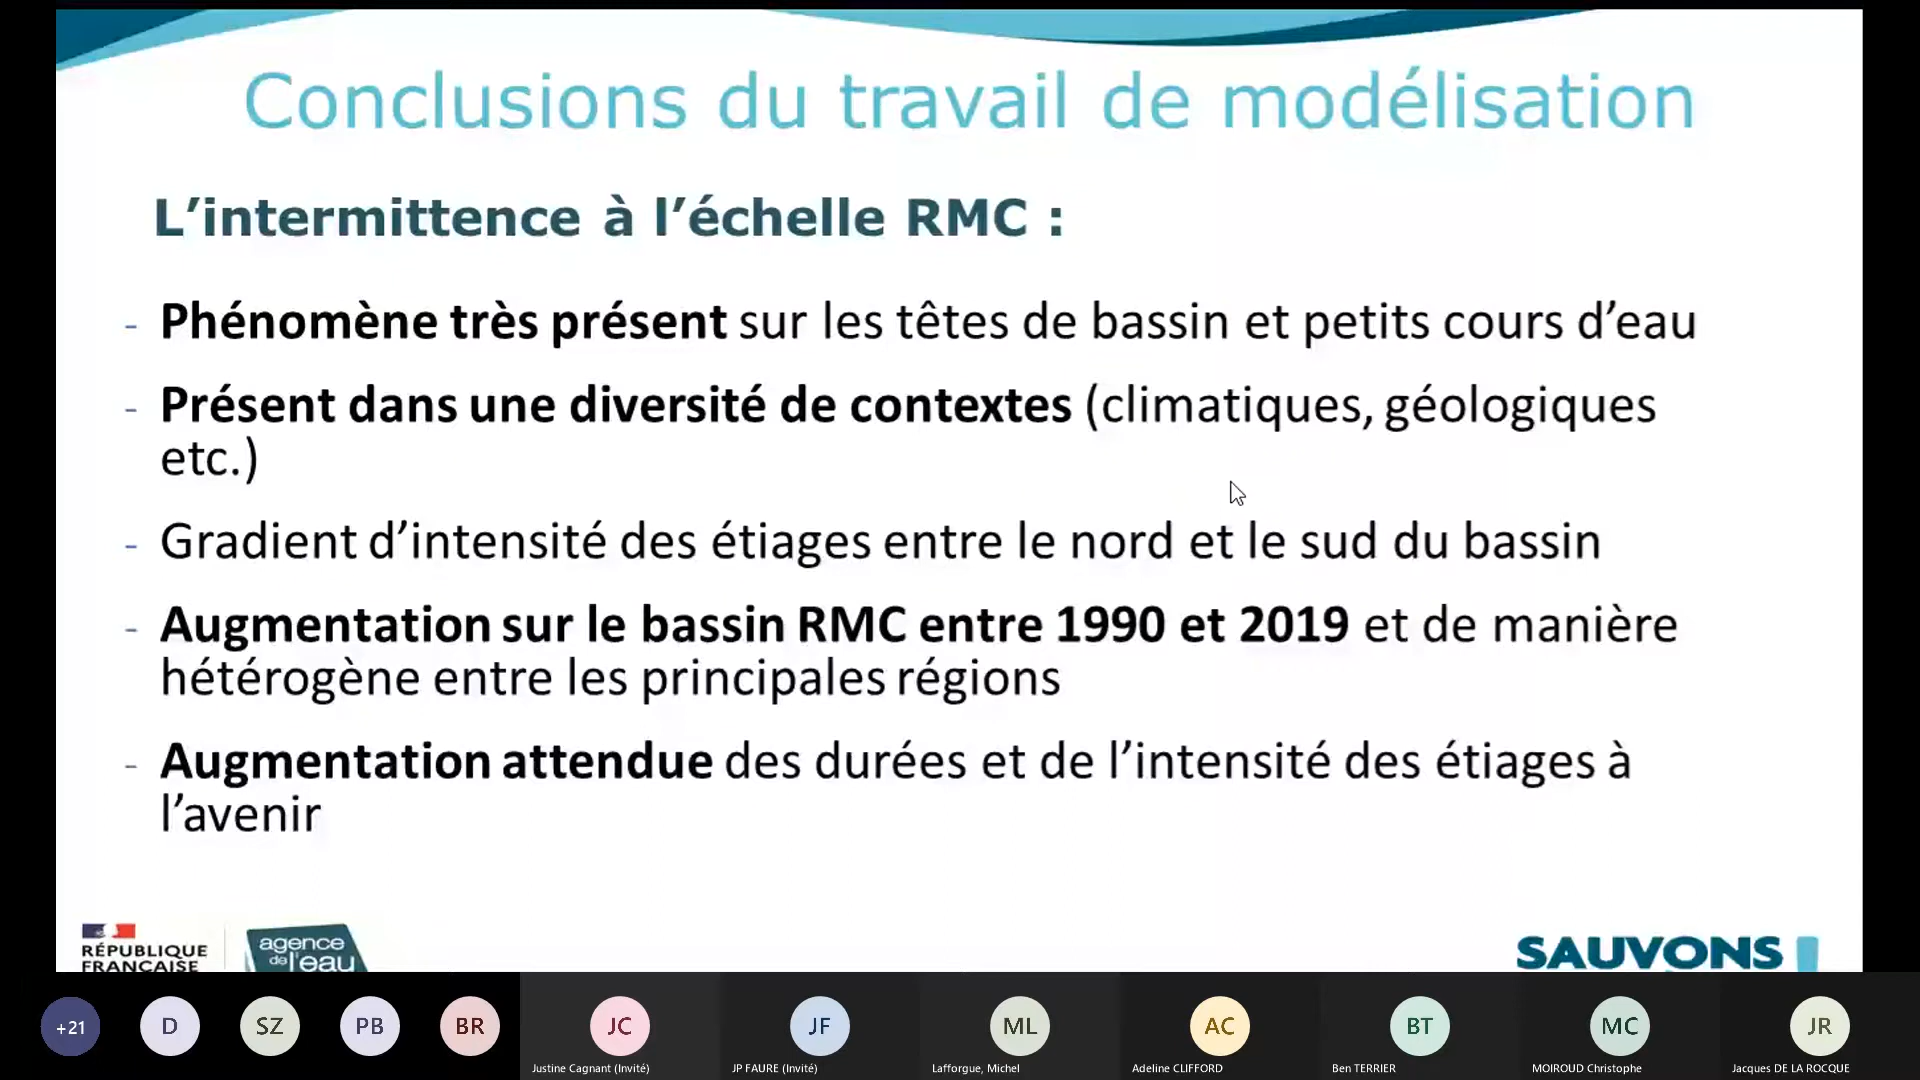 Conclusions du travail de modélisation
L’intermittence à l’échelle RMC :
- Phénomène très présent sur les têtes de bassin et petits cours d’eau
- Présent dans une diversité de contextes (climatiques, géologiques
etc.)
- Gradient d’intensité des étiages entre le nord et le sud du bassin
- Augmentation sur le bassin RMC entre 1990 et 2019 et de manière
hétérogène entre les principales régions
- Augmentation attendue des durées et de l’intensité des étiages à
l’avenir
RÉPUBLIQUE
FRANÇAISE
agence
de l'eau
SAUVONS
+21
D
SZ
PB
BR
JC
JF
ML
AC
BT
MC
JR
Justine Cagnant (Invité)
JP FAURE (Invité)
Lafforgue, Michel
Adeline CLIFFORD
Ben TERRIER
MOIROUD Christophe
Jacques DE LA ROCQUE